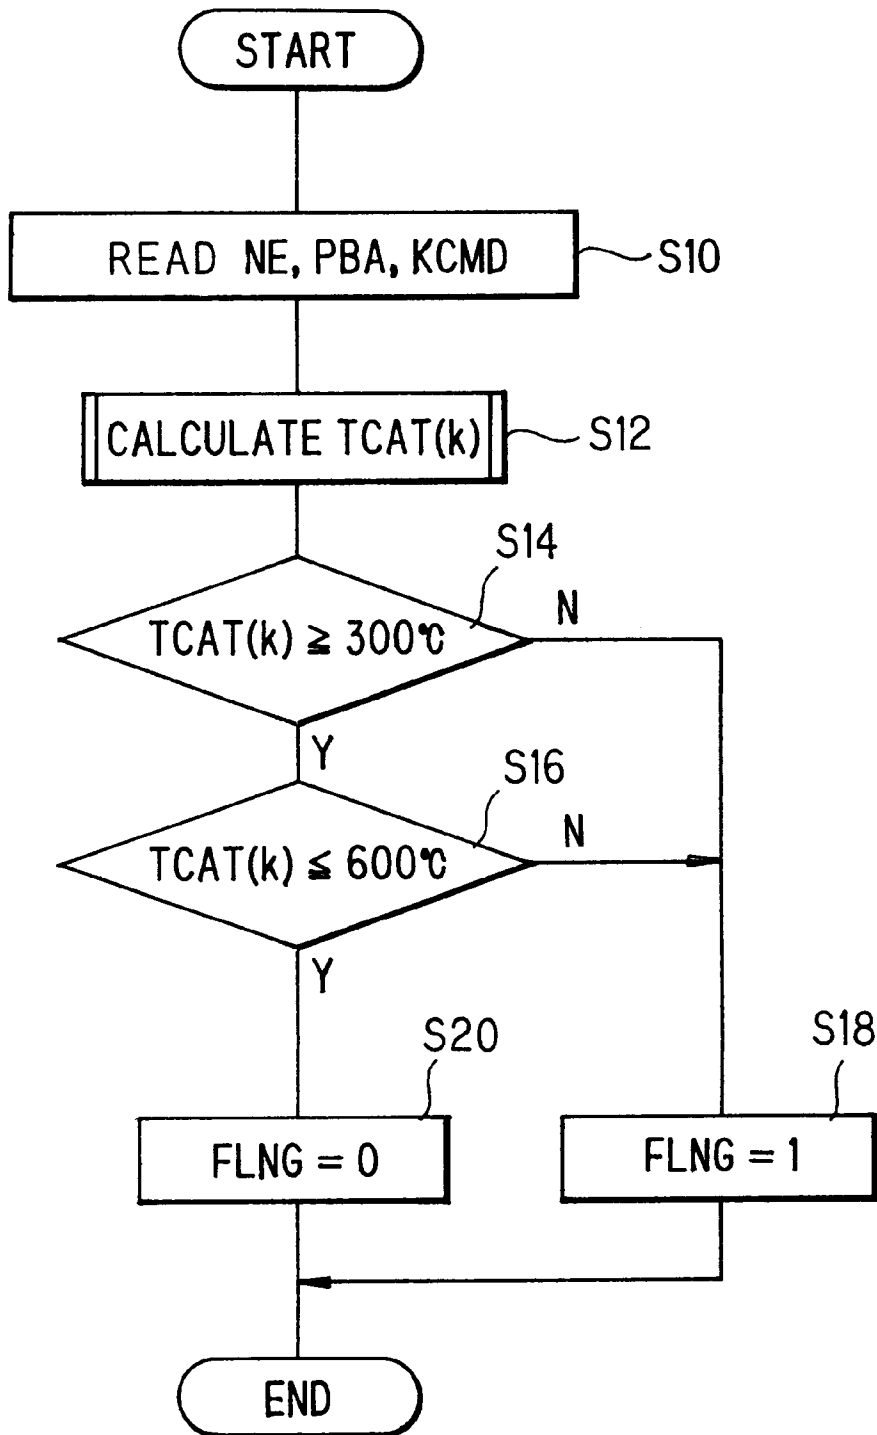 START
READ NE, PBA, KCMD
S10
CALCULATE TCAT(k)
S12
S14
TCAT(k) ≧ 300℃
N
Y
S16
TCAT(k) ≦ 600℃
N
Y
S20
S18
FLNG = 0
FLNG = 1
END